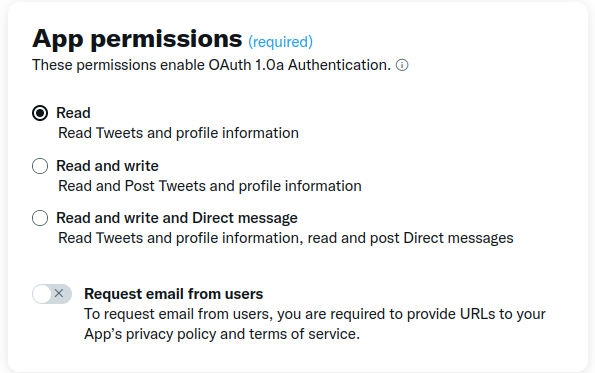 App permissions (required)
These permissions enable OAuth 1.0a Authentication.
Read
Read Tweets and profile information
Read and write
Read and Post Tweets and profile information
Read and write and Direct message
Read Tweets and profile information, read and post Direct messages
Request email from users
To request email from users, you are required to provide URLs to your
App's privacy policy and terms of service.